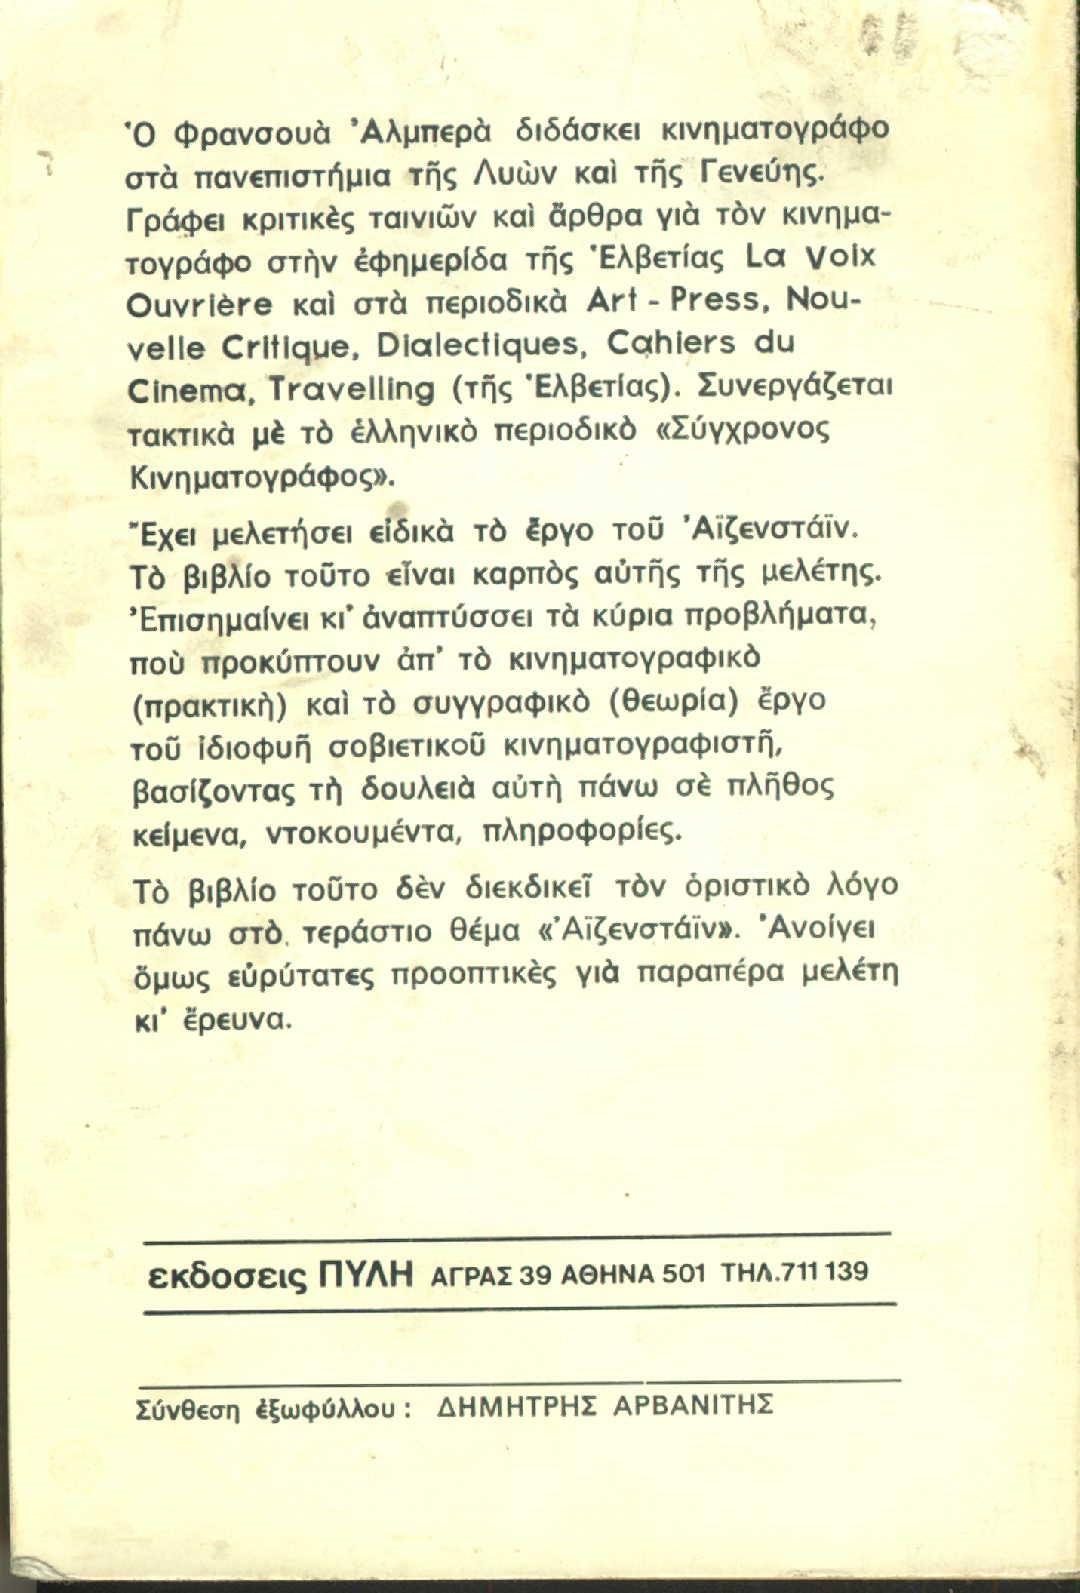 Ὁ Φρανσουὰ Ἀλμπερὰ διδάσκει κινηματογράφο
στὰ πανεπιστήμια τῆς Λυὼν καὶ τῆς Γενεύης.
Γράφει κριτικὲς ταινιῶν καὶ ἄρθρα γιὰ τὸν κινημα-
τογράφο στὴν ἐφημερίδα τῆς Ἑλβετίας La Voix
Ouvrière καὶ στὰ περιοδικὰ Art - Press, Nou-
velle Critique, Dialectiques, Cahiers du
Cinema, Travelling (τῆς Ἑλβετίας). Συνεργάζεται
τακτικὰ μὲ τὸ ἑλληνικὸ περιοδικὸ «Σύγχρονος
Κινηματογράφος».
Ἔχει μελετήσει εἰδικὰ τὸ ἔργο τοῦ Ἀϊζενστάϊν.
Τὸ βιβλίο τοῦτο εἶναι καρπὸς αὐτῆς τῆς μελέτης.
Ἐπισημαίνει κι' ἀναπτύσσει τὰ κύρια προβλήματα,
ποὺ προκύπτουν ἀπ' τὸ κινηματογραφικὸ
(πρακτικὴ) καὶ τὸ συγγραφικὸ (θεωρία) ἔργο
τοῦ ἰδιοφυῆ σοβιετικοῦ κινηματογραφιστῆ,
βασίζοντας τὴ δουλειὰ αὐτὴ πάνω σὲ πλῆθος
κείμενα, ντοκουμέντα, πληροφορίες.
Τὸ βιβλίο τοῦτο δὲν διεκδικεῖ τὸν ὁριστικὸ λόγο
πάνω στὸ τεράστιο θέμα «Ἀϊζενστάϊν». Ἀνοίγει
ὅμως εὐρύτατες προοπτικὲς γιὰ παραπέρα μελέτη
κι' ἔρευνα.
εκδοσεις ΠΥΛΗ ΑΓΡΑΣ 39 ΑΘΗΝΑ 501 ΤΗΛ.711 139
Σύνθεση ἐξωφύλλου : ΔΗΜΗΤΡΗΣ ΑΡΒΑΝΙΤΗΣ